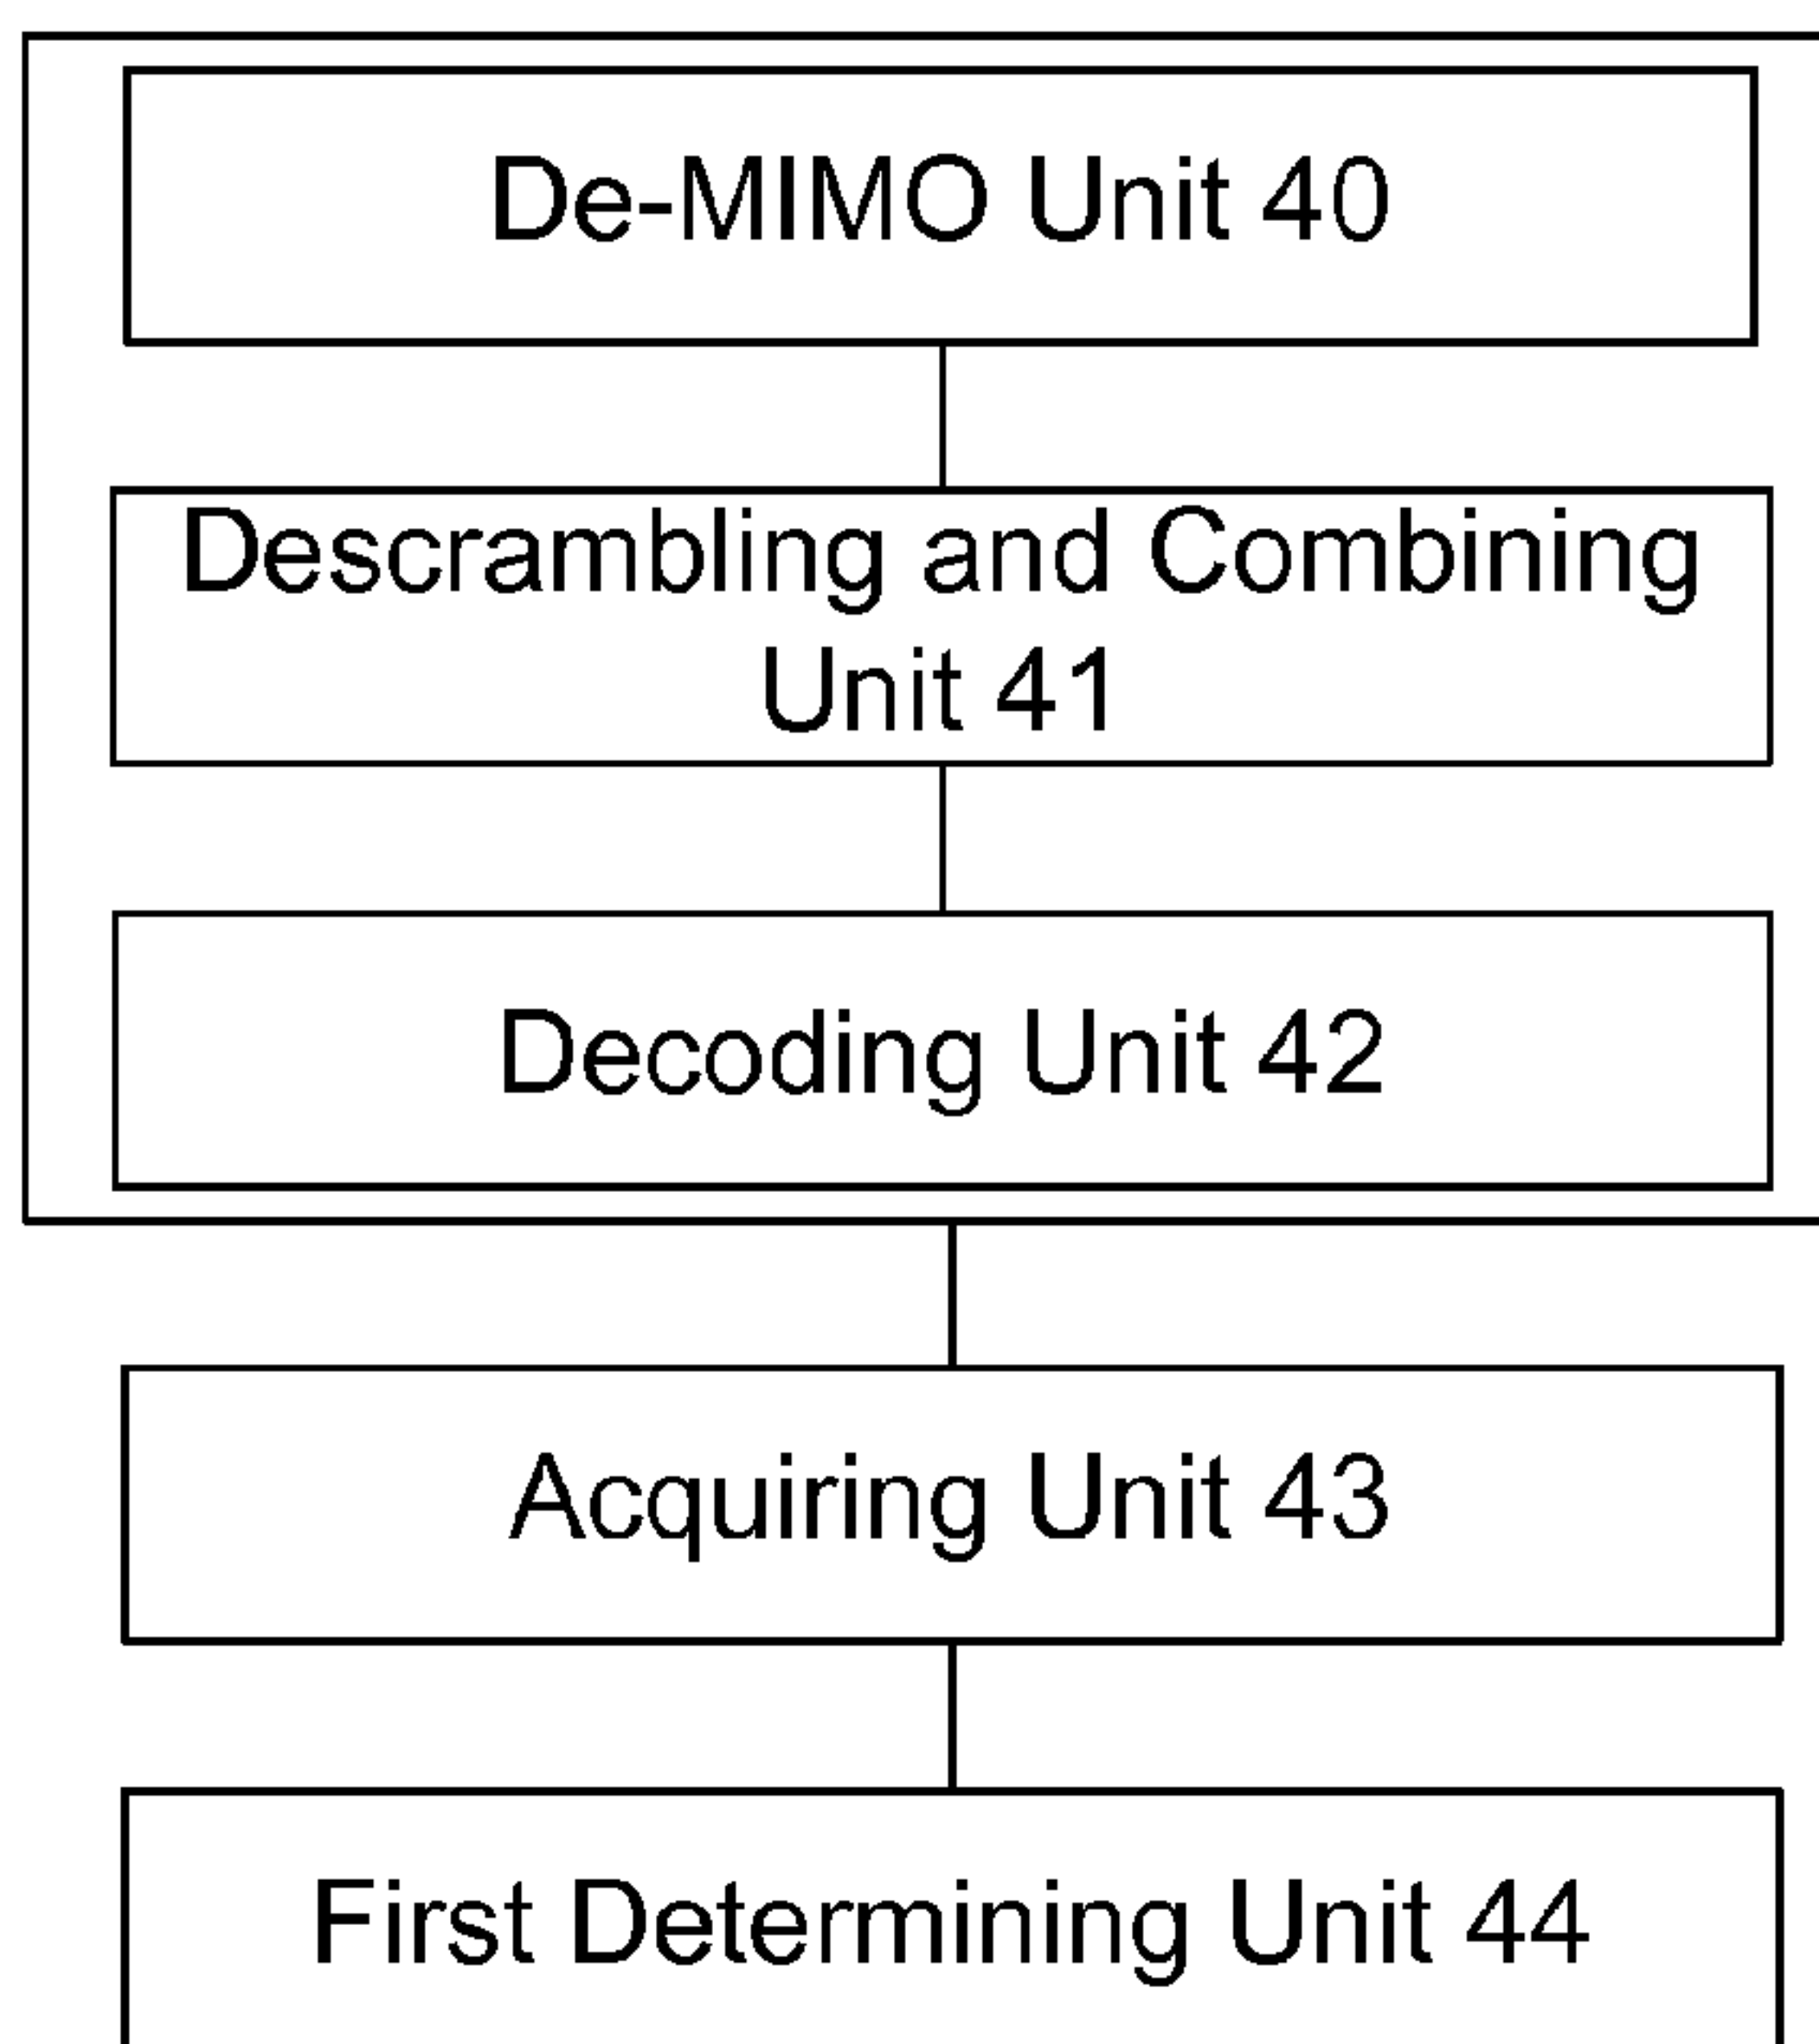 De-MIMO Unit 40
Descrambling and Combining
Unit 41
Decoding Unit 42
Acquiring Unit 43
First Determining Unit 44